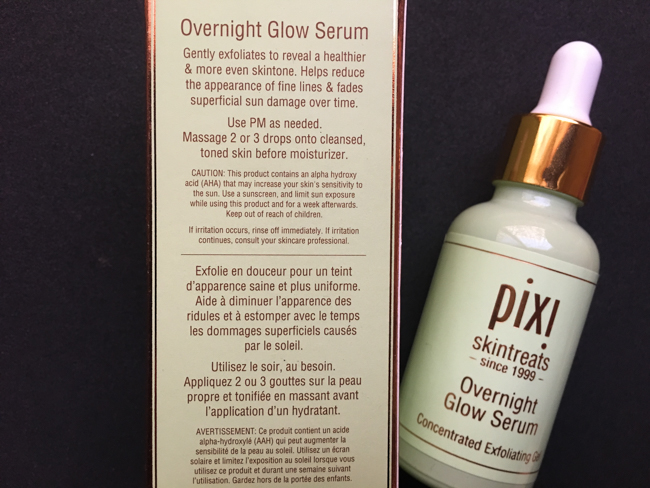 Overnight Glow Serum
Gently exfoliates to reveal a healthier
& more even skintone. Helps reduce
the appearance of fine lines & fades
superficial sun damage over time.
Use PM as needed.
Massage 2 or 3 drops onto cleansed,
toned skin before moisturizer.
CAUTION: This product contains an alpha hydroxy
acid (AHA) that may increase your skin's sensitivity to
the sun. Use a sunscreen, and limit sun exposure
while using this product and for a week afterwards.
Keep out of reach of children.
If irritation occurs, rinse off immediately. If irritation
continues, consult your skincare professional.
Exfolie en douceur pour un teint
d'apparence saine et plus uniforme.
Aide à diminuer l'apparence des
ridules et à estomper avec le temps
les dommages superficiels causés
par le soleil.
Utilisez le soir, au besoin.
Appliquez 2 ou 3 gouttes sur la peau
propre et tonifiée en massant avant
l'application d'un hydratant.
AVERTISSEMENT: Ce produit contient un acide
alpha-hydroxylé (AAH) qui peut augmenter la
sensibilité de la peau au soleil. Utilisez un écran
solaire et limitez l'exposition au soleil lorsque vous
utilisez ce produit et durant une semaine suivant
l'utilisation. Gardez hors de la portée des enfants.
pixi
skintreats
- since 1999 -
Overnight
Glow Serum
Concentrated Exfoliating